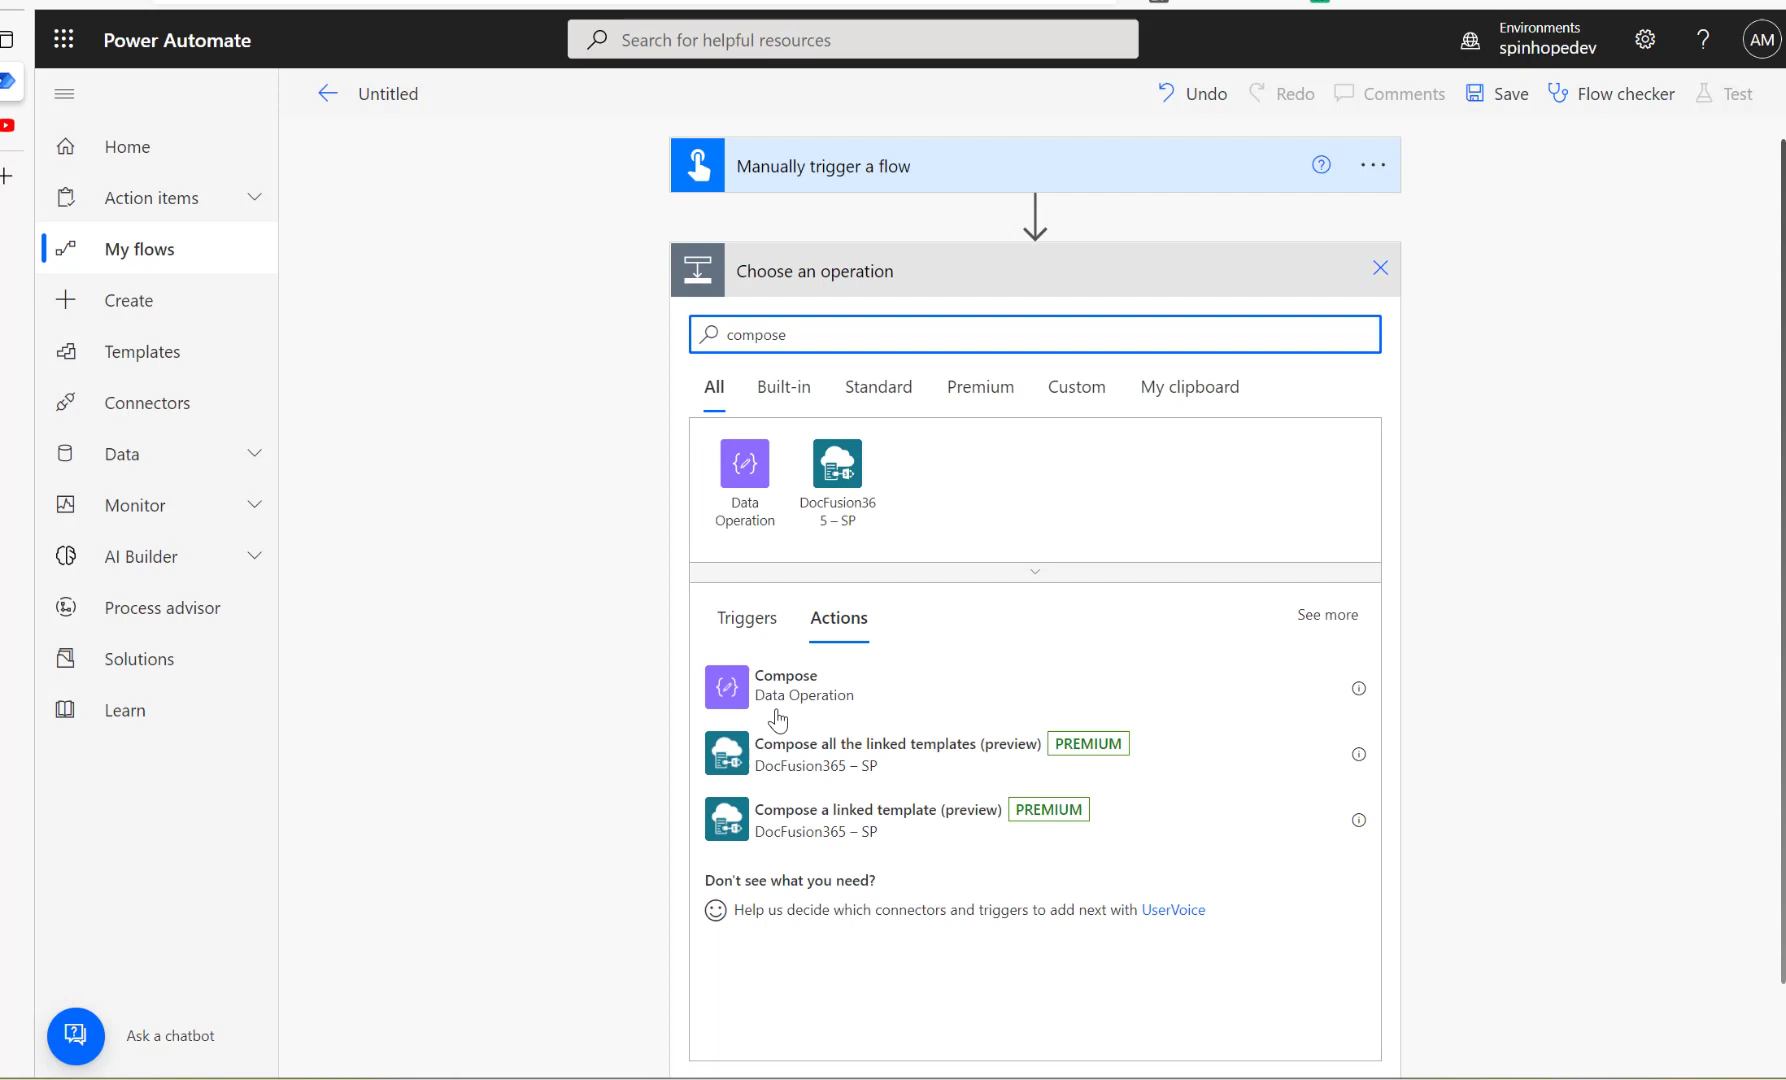 Power Automate
Search for helpful resources
Environments
spinhopedev
?
AM
Untitled
Undo
Redo
Comments
Save
Flow checker
Test
Home
Action items
My flows
Create
Templates
Connectors
Data
Monitor
AI Builder
Process advisor
Solutions
Learn
Ask a chatbot
Manually trigger a flow
Choose an operation
compose
All
Built-in
Standard
Premium
Custom
My clipboard
Data
Operation
DocFusion36
5 – SP
Triggers
Actions
See more
Compose
Data Operation
Compose all the linked templates (preview) PREMIUM
DocFusion365 – SP
Compose a linked template (preview) PREMIUM
DocFusion365 – SP
Don't see what you need?
Help us decide which connectors and triggers to add next with UserVoice